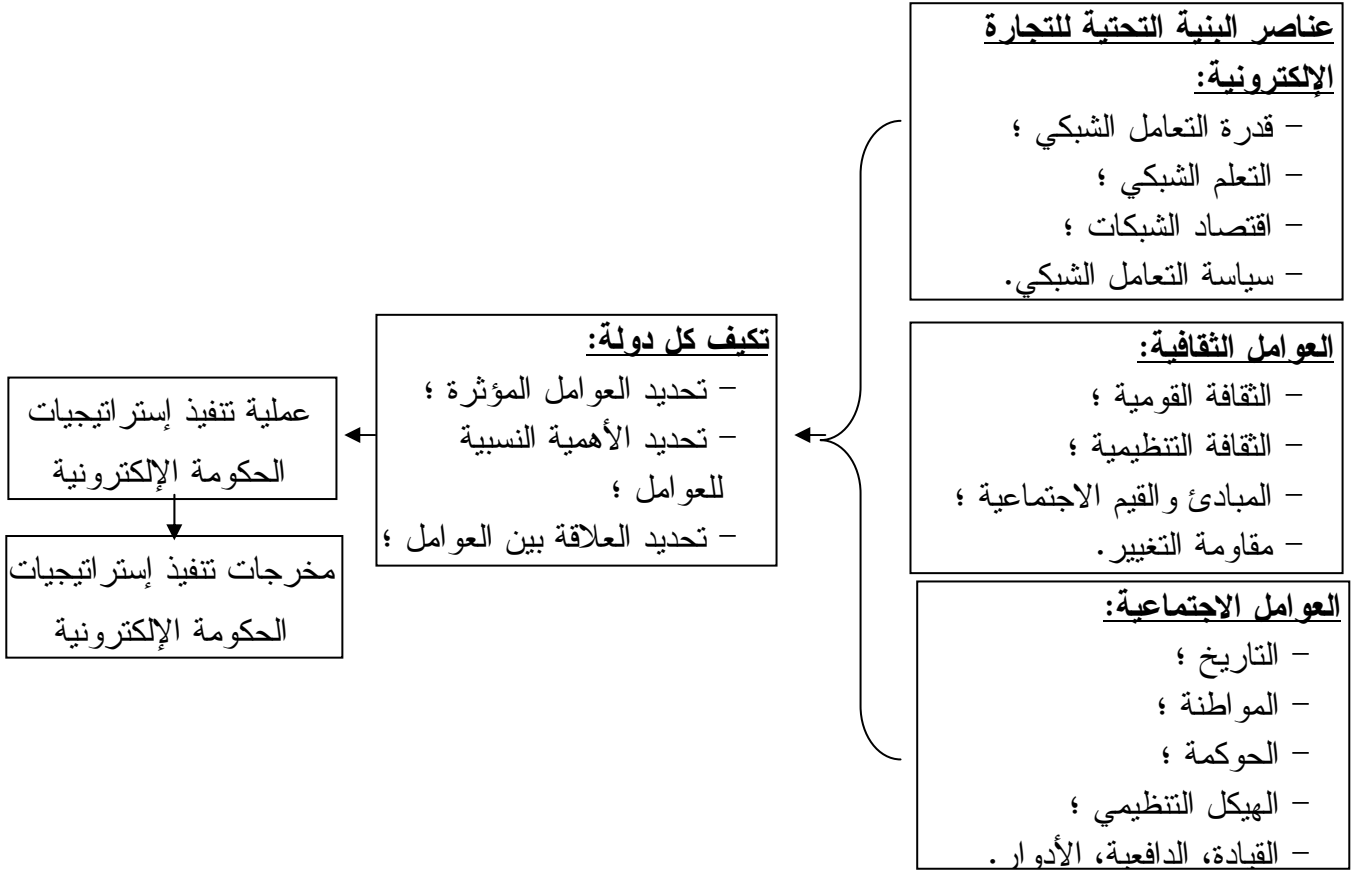 عناصر البنية التحتية للتجارة
الإلكترونية:
– قدرة التعامل الشبكي ؛
– التعلم الشبكي ؛
– اقتصاد الشبكات ؛
– سياسة التعامل الشبكي.
العوامل الثقافية:
– الثقافة القومية ؛
– الثقافة التنظيمية ؛
– المبادئ والقيم الاجتماعية ؛
– مقاومة التغيير.
العوامل الاجتماعية:
– التاريخ ؛
– المواطنة ؛
– الحوكمة ؛
– الهيكل التنظيمي ؛
– القيادة، الدافعية، الأدوار.
تكيف كل دولة:
– تحديد العوامل المؤثرة ؛
– تحديد الأهمية النسبية
للعوامل ؛
– تحديد العلاقة بين العوامل ؛
عملية تنفيذ إستراتيجيات
الحكومة الإلكترونية
مخرجات تنفيذ إستراتيجيات
الحكومة الإلكترونية